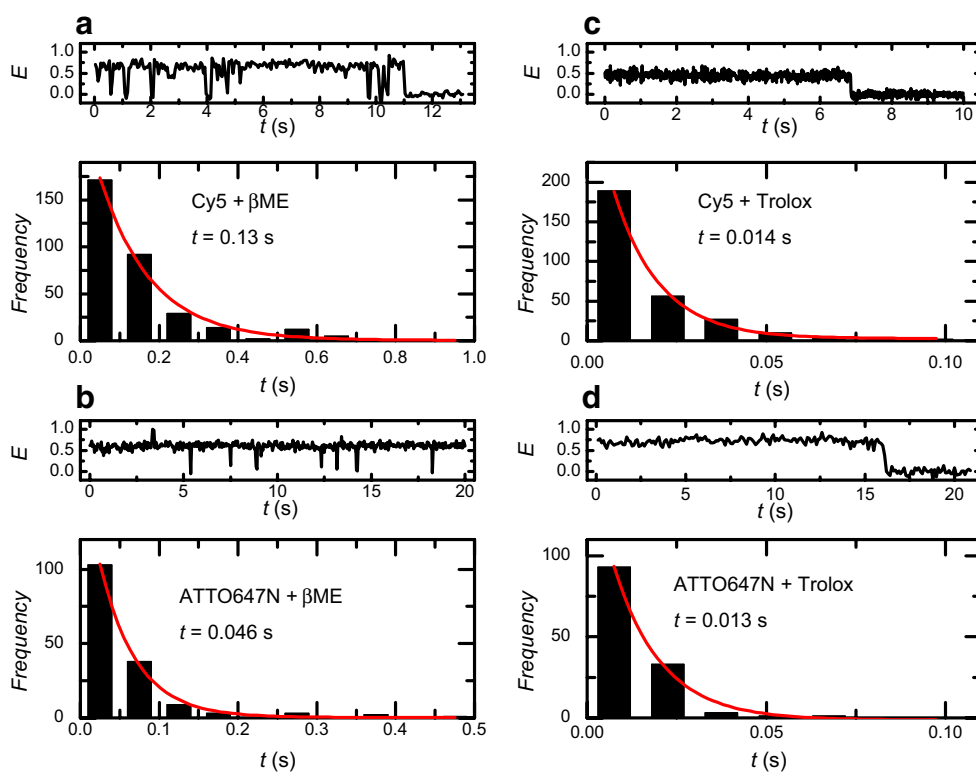 a
E
1.0
0.5
0.0
0 2 4 6 8 10 12
t (s)
Frequency
150
100
50
0
Cy5 + βME
t = 0.13 s
0.0 0.2 0.4 0.6 0.8 1.0
t (s)
b
E
1.0
0.5
0.0
0 5 10 15 20
t (s)
Frequency
100
50
0
ATTO647N + βME
t = 0.046 s
0.0 0.1 0.2 0.3 0.4 0.5
t (s)
c
E
1.0
0.5
0.0
0 2 4 6 8 10
t (s)
Frequency
200
150
100
50
0
Cy5 + Trolox
t = 0.014 s
0.00 0.05 0.10
t (s)
d
E
1.0
0.5
0.0
0 5 10 15 20
t (s)
Frequency
100
50
0
ATTO647N + Trolox
t = 0.013 s
0.00 0.05 0.10
t (s)